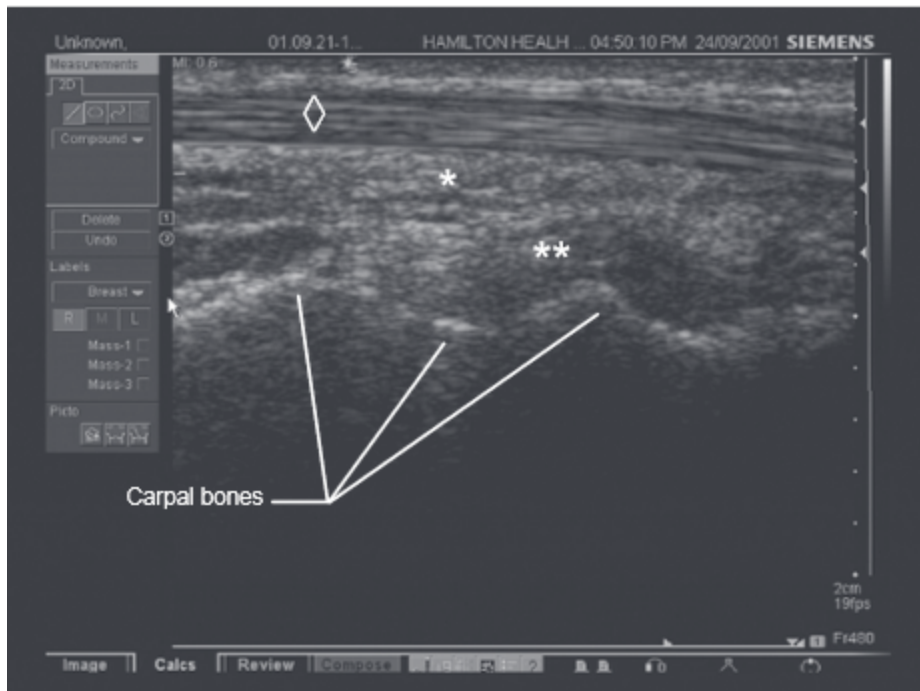 Unknown, 01.09.21-1... HAMILTON HEALH ... 04:50:10 PM 24/09/2001 SIEMENS
Measurements MI: 0.6
2D
Compound
Delete 1
Undo 2
Labels
Breast
R M L
Mass-1
Mass-2
Mass-3
Picto
*
**
Carpal bones
2cm
19fps
Fr480
Image Calcs Review Compose